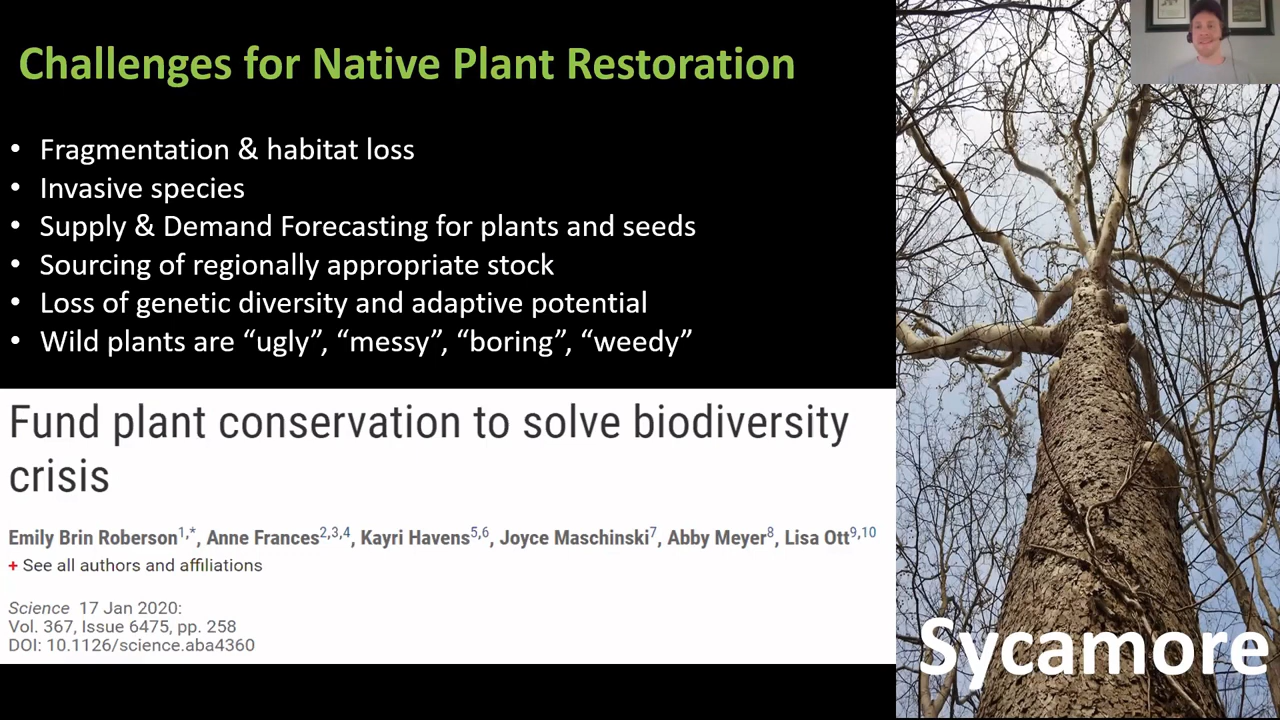 Challenges for Native Plant Restoration
• Fragmentation & habitat loss
• Invasive species
• Supply & Demand Forecasting for plants and seeds
• Sourcing of regionally appropriate stock
• Loss of genetic diversity and adaptive potential
• Wild plants are “ugly”, “messy”, “boring”, “weedy”
Fund plant conservation to solve biodiversity
crisis
Emily Brin Roberson1,*, Anne Frances2,3,4, Kayri Havens5,6, Joyce Maschinski7, Abby Meyer8, Lisa Ott9,10
+ See all authors and affiliations
Science 17 Jan 2020:
Vol. 367, Issue 6475, pp. 258
DOI: 10.1126/science.aba4360
Sycamore